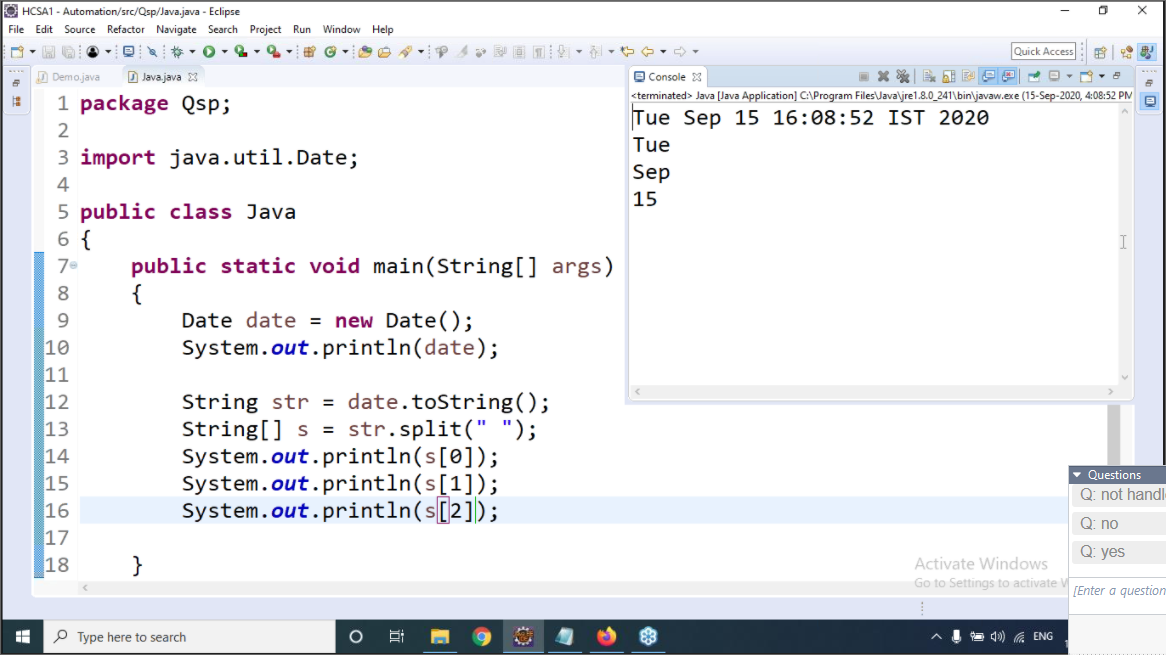 HCSA1 - Automation/src/Qsp/Java.java - Eclipse
File Edit Source Refactor Navigate Search Project Run Window Help
Quick Access
Demo.java
Java.java
1 package Qsp;
2
3 import java.util.Date;
4
5 public class Java
6 {
7 public static void main(String[] args)
8 {
9 Date date = new Date();
10 System.out.println(date);
11
12 String str = date.toString();
13 String[] s = str.split(" ");
14 System.out.println(s[0]);
15 System.out.println(s[1]);
16 System.out.println(s[2]);
17
18 }
Console
<terminated> Java [Java Application] C:\Program Files\Java\jre1.8.0_241\bin\javaw.exe (15-Sep-2020, 4:08:52 PM
Tue Sep 15 16:08:52 IST 2020
Tue
Sep
15
Questions
Q: not handl
Q: no
Q: yes
[Enter a question
Activate Windows
Go to Settings to activate
Type here to search
ENG